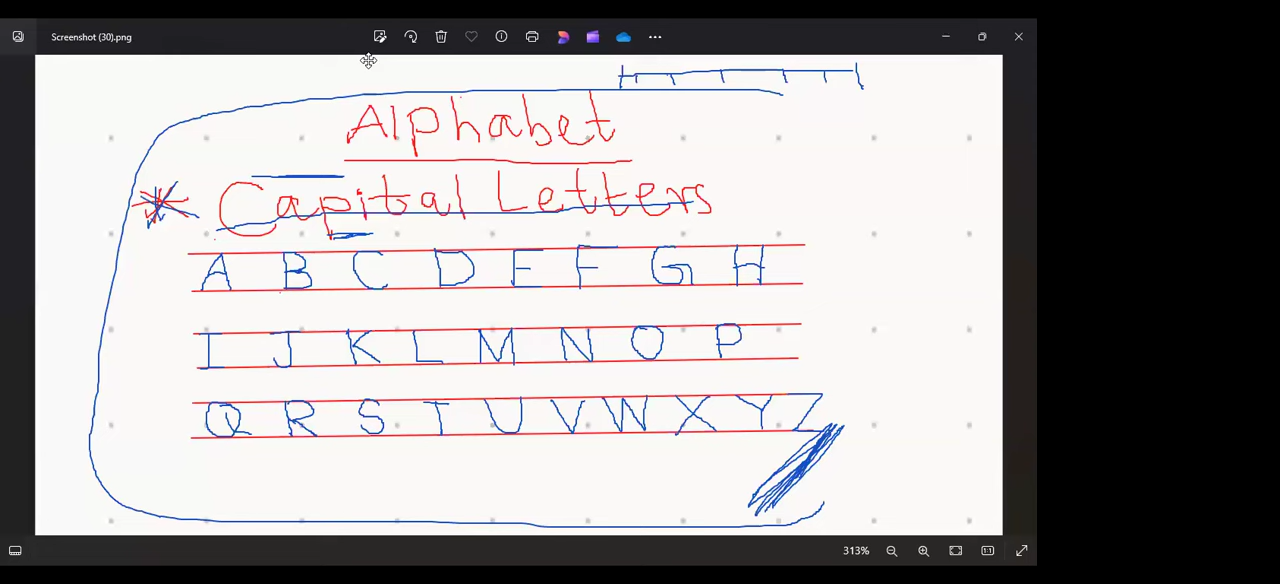 Screenshot (30).png
Alphabet
Capital Letters
A B C D E F G H
I J K L M N O P
Q R S T U V W X Y Z
313%